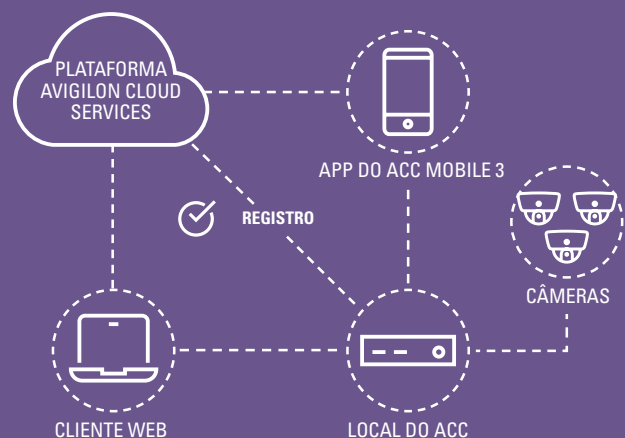 PLATAFORMA
AVIGILON CLOUD
SERVICES
APP DO ACC MOBILE 3
REGISTRO
CÂMERAS
CLIENTE WEB
LOCAL DO ACC